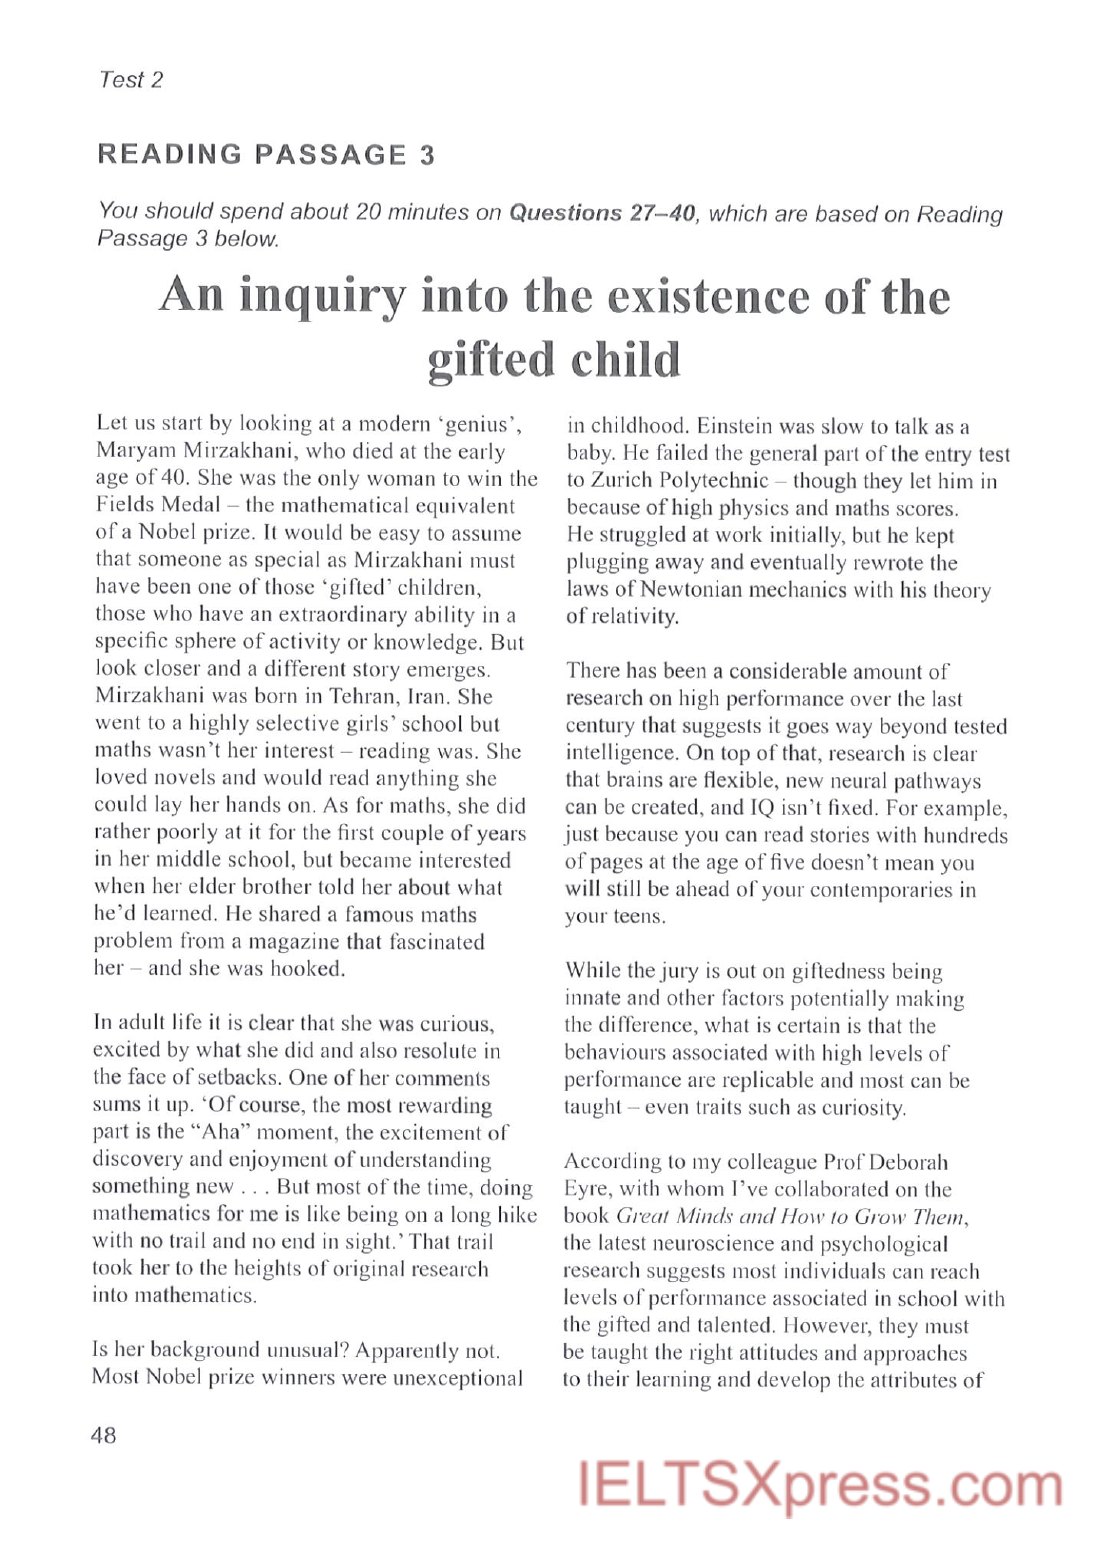 Test 2
READING PASSAGE 3
You should spend about 20 minutes on Questions 27–40, which are based on Reading
Passage 3 below.
An inquiry into the existence of the
gifted child
Let us start by looking at a modern ‘genius’,
Maryam Mirzakhani, who died at the early
age of 40. She was the only woman to win the
Fields Medal – the mathematical equivalent
of a Nobel prize. It would be easy to assume
that someone as special as Mirzakhani must
have been one of those ‘gifted’ children,
those who have an extraordinary ability in a
specific sphere of activity or knowledge. But
look closer and a different story emerges.
Mirzakhani was born in Tehran, Iran. She
went to a highly selective girls’ school but
maths wasn’t her interest – reading was. She
loved novels and would read anything she
could lay her hands on. As for maths, she did
rather poorly at it for the first couple of years
in her middle school, but became interested
when her elder brother told her about what
he’d learned. He shared a famous maths
problem from a magazine that fascinated
her – and she was hooked.
In adult life it is clear that she was curious,
excited by what she did and also resolute in
the face of setbacks. One of her comments
sums it up. ‘Of course, the most rewarding
part is the “Aha” moment, the excitement of
discovery and enjoyment of understanding
something new . . . But most of the time, doing
mathematics for me is like being on a long hike
with no trail and no end in sight.’ That trail
took her to the heights of original research
into mathematics.
Is her background unusual? Apparently not.
Most Nobel prize winners were unexceptional
in childhood. Einstein was slow to talk as a
baby. He failed the general part of the entry test
to Zurich Polytechnic – though they let him in
because of high physics and maths scores.
He struggled at work initially, but he kept
plugging away and eventually rewrote the
laws of Newtonian mechanics with his theory
of relativity.
There has been a considerable amount of
research on high performance over the last
century that suggests it goes way beyond tested
intelligence. On top of that, research is clear
that brains are flexible, new neural pathways
can be created, and IQ isn’t fixed. For example,
just because you can read stories with hundreds
of pages at the age of five doesn’t mean you
will still be ahead of your contemporaries in
your teens.
While the jury is out on giftedness being
innate and other factors potentially making
the difference, what is certain is that the
behaviours associated with high levels of
performance are replicable and most can be
taught – even traits such as curiosity.
According to my colleague Prof Deborah
Eyre, with whom I’ve collaborated on the
book Great Minds and How to Grow Them,
the latest neuroscience and psychological
research suggests most individuals can reach
levels of performance associated in school with
the gifted and talented. However, they must
be taught the right attitudes and approaches
to their learning and develop the attributes of
48
IELTSXpress.com